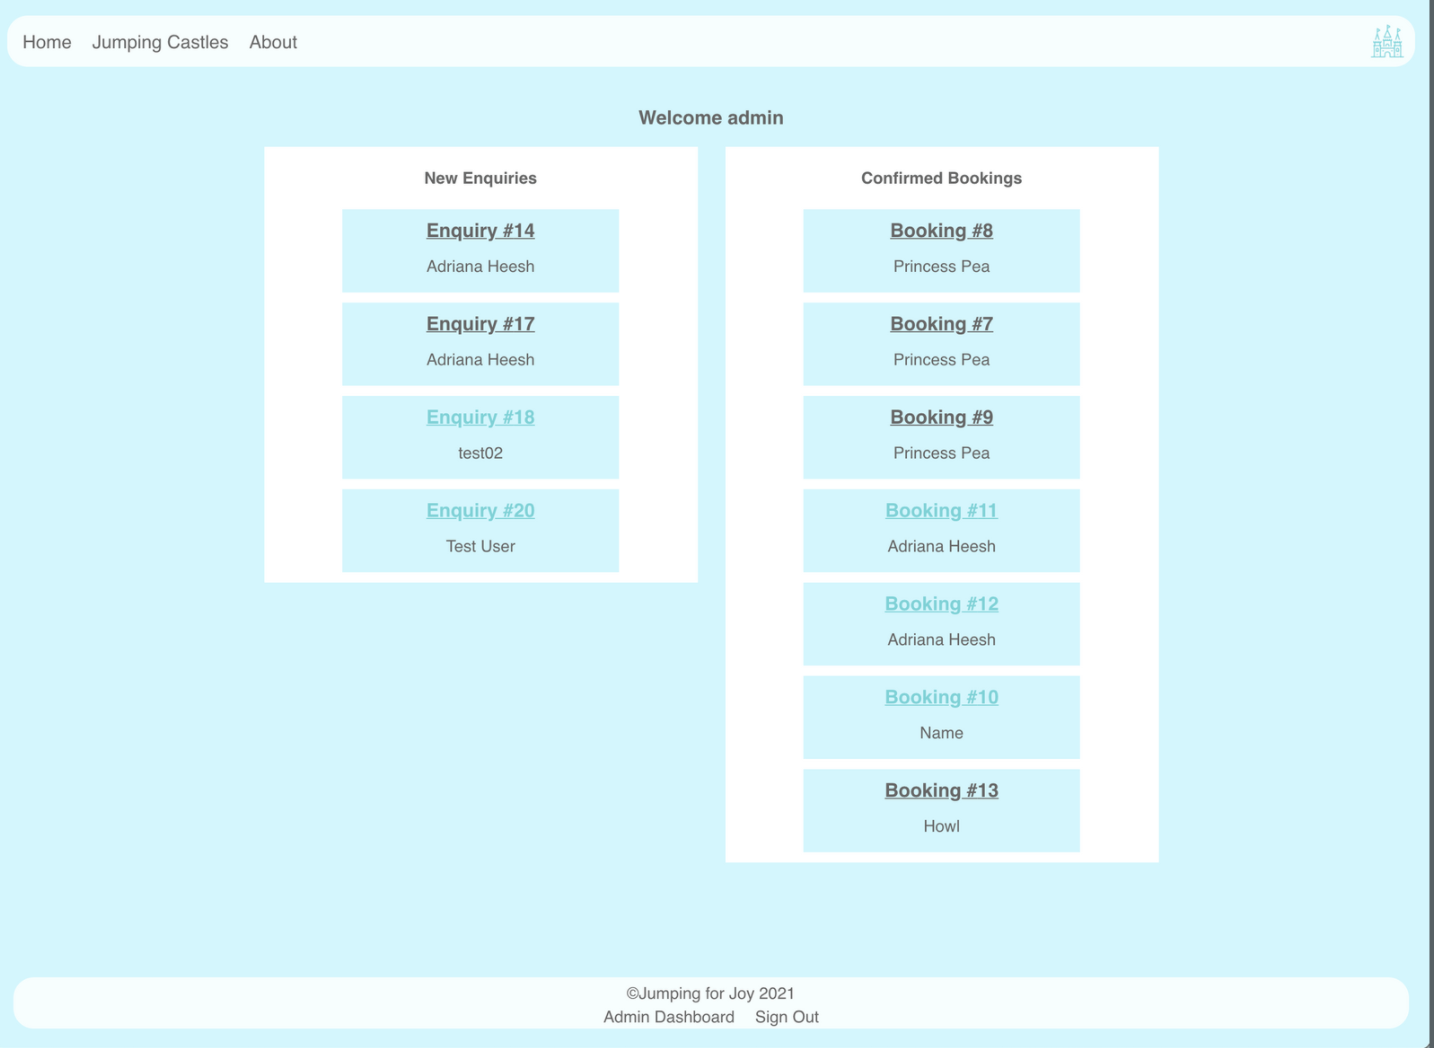 Home Jumping Castles About
Welcome admin
New Enquiries
Enquiry #14
Adriana Heesh
Enquiry #17
Adriana Heesh
Enquiry #18
test02
Enquiry #20
Test User
Confirmed Bookings
Booking #8
Princess Pea
Booking #7
Princess Pea
Booking #9
Princess Pea
Booking #11
Adriana Heesh
Booking #12
Adriana Heesh
Booking #10
Name
Booking #13
Howl
©Jumping for Joy 2021
Admin Dashboard Sign Out